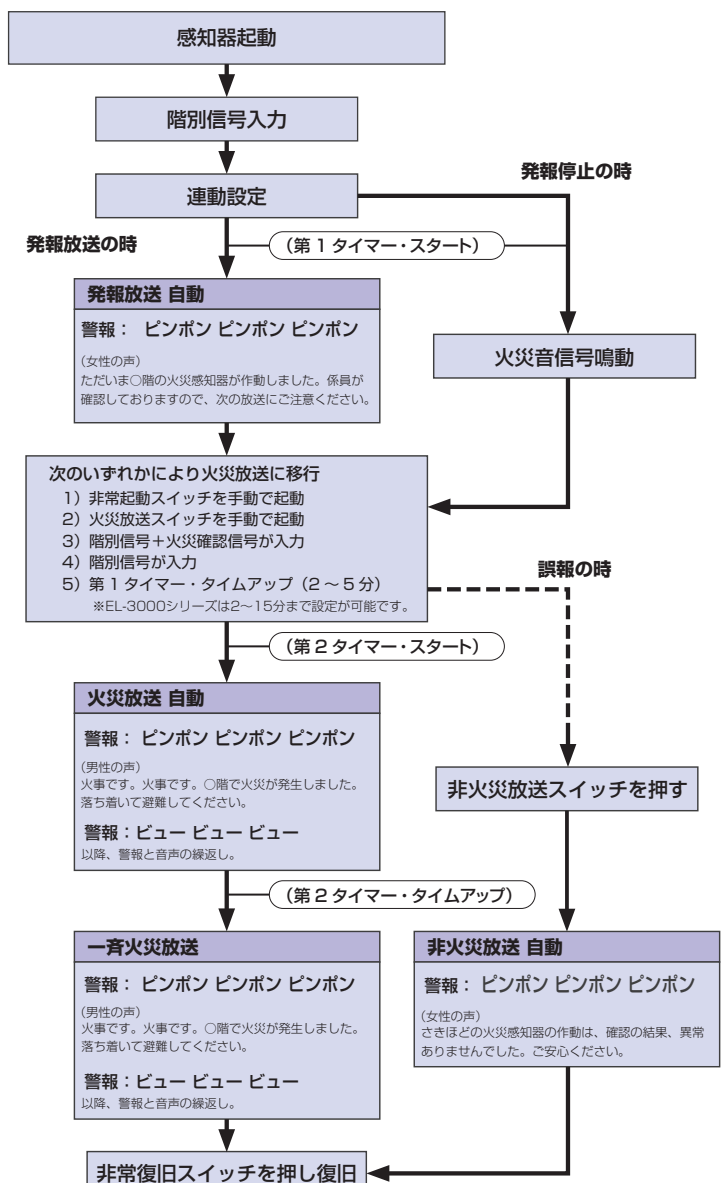 感知器起動
階別信号入力
発報停止の時
連動設定
発報放送の時
（第 1 タイマー・スタート）
発報放送 自動
警報： ピンポン ピンポン ピンポン
（女性の声）
ただいま○階の火災感知器が作動しました。係員が
確認しておりますので、次の放送にご注意ください。
火災音信号鳴動
次のいずれかにより火災放送に移行
1）非常起動スイッチを手動で起動
2）火災放送スイッチを手動で起動
3）階別信号＋火災確認信号が入力
4）階別信号が入力
5）第 1 タイマー・タイムアップ（2 ～ 5 分）
※EL-3000シリーズは2～15分まで設定が可能です。
誤報の時
（第 2 タイマー・スタート）
火災放送 自動
警報： ピンポン ピンポン ピンポン
（男性の声）
火事です。火事です。○階で火災が発生しました。
落ち着いて避難してください。
警報：ビュー ビュー ビュー
以降、警報と音声の繰返し。
非火災放送スイッチを押す
（第 2 タイマー・タイムアップ）
一斉火災放送
警報： ピンポン ピンポン ピンポン
（男性の声）
火事です。火事です。○階で火災が発生しました。
落ち着いて避難してください。
警報：ビュー ビュー ビュー
以降、警報と音声の繰返し。
非火災放送 自動
警報： ピンポン ピンポン ピンポン
（女性の声）
さきほどの火災感知器の作動は、確認の結果、異常
ありませんでした。ご安心ください。
非常復旧スイッチを押し復旧